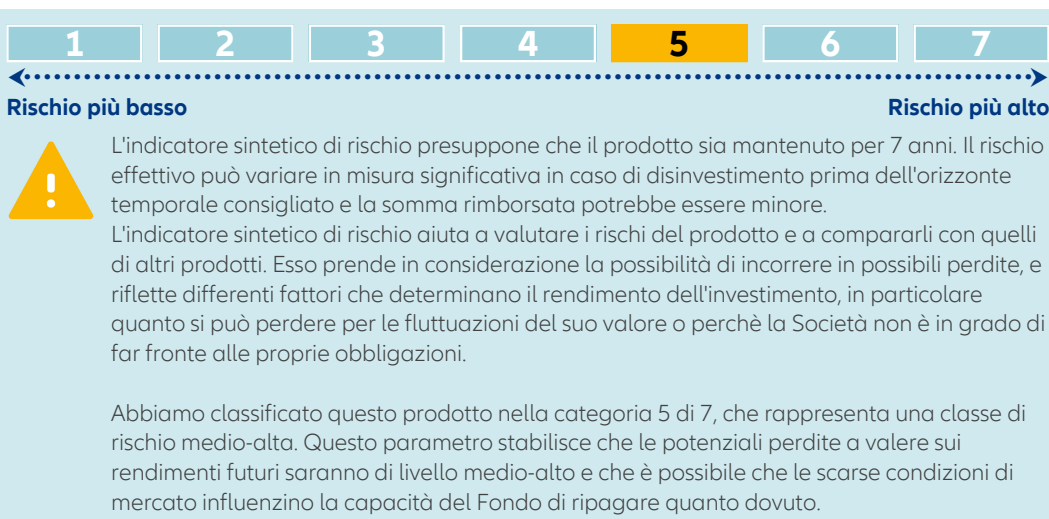 1 2 3 4 5 6 7
Rischio più basso Rischio più alto
L'indicatore sintetico di rischio presuppone che il prodotto sia mantenuto per 7 anni. Il rischio
effettivo può variare in misura significativa in caso di disinvestimento prima dell'orizzonte
temporale consigliato e la somma rimborsata potrebbe essere minore.
L'indicatore sintetico di rischio aiuta a valutare i rischi del prodotto e a compararli con quelli
di altri prodotti. Esso prende in considerazione la possibilità di incorrere in possibili perdite, e
riflette differenti fattori che determinano il rendimento dell'investimento, in particolare
quanto si può perdere per le fluttuazioni del suo valore o perchè la Società non è in grado di
far fronte alle proprie obbligazioni.
Abbiamo classificato questo prodotto nella categoria 5 di 7, che rappresenta una classe di
rischio medio-alta. Questo parametro stabilisce che le potenziali perdite a valere sui
rendimenti futuri saranno di livello medio-alto e che è possibile che le scarse condizioni di
mercato influenzino la capacità del Fondo di ripagare quanto dovuto.